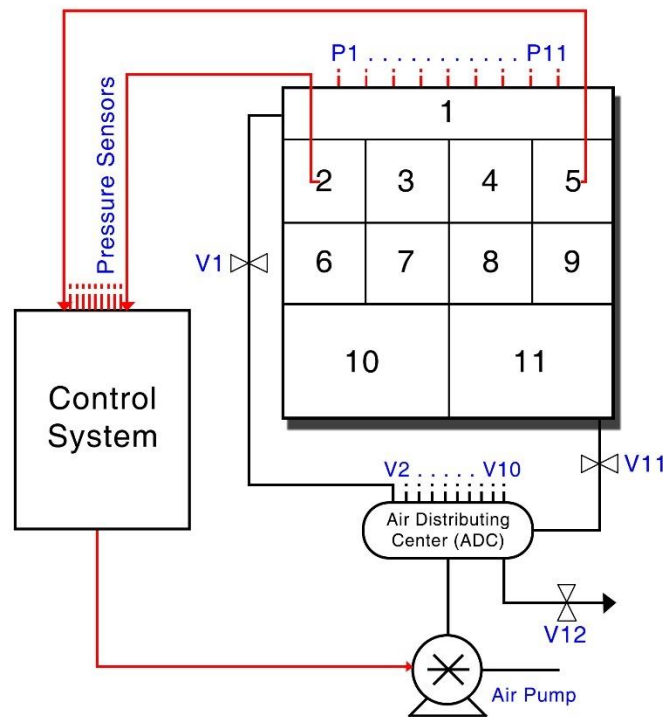 P1 . . . . . . . . . . . P11
1
2 3 4 5
Pressure Sensors
V1
6 7 8 9
10 11
Control
System
V2 . . . . . V10
V11
Air Distributing
Center (ADC)
V12
Air Pump